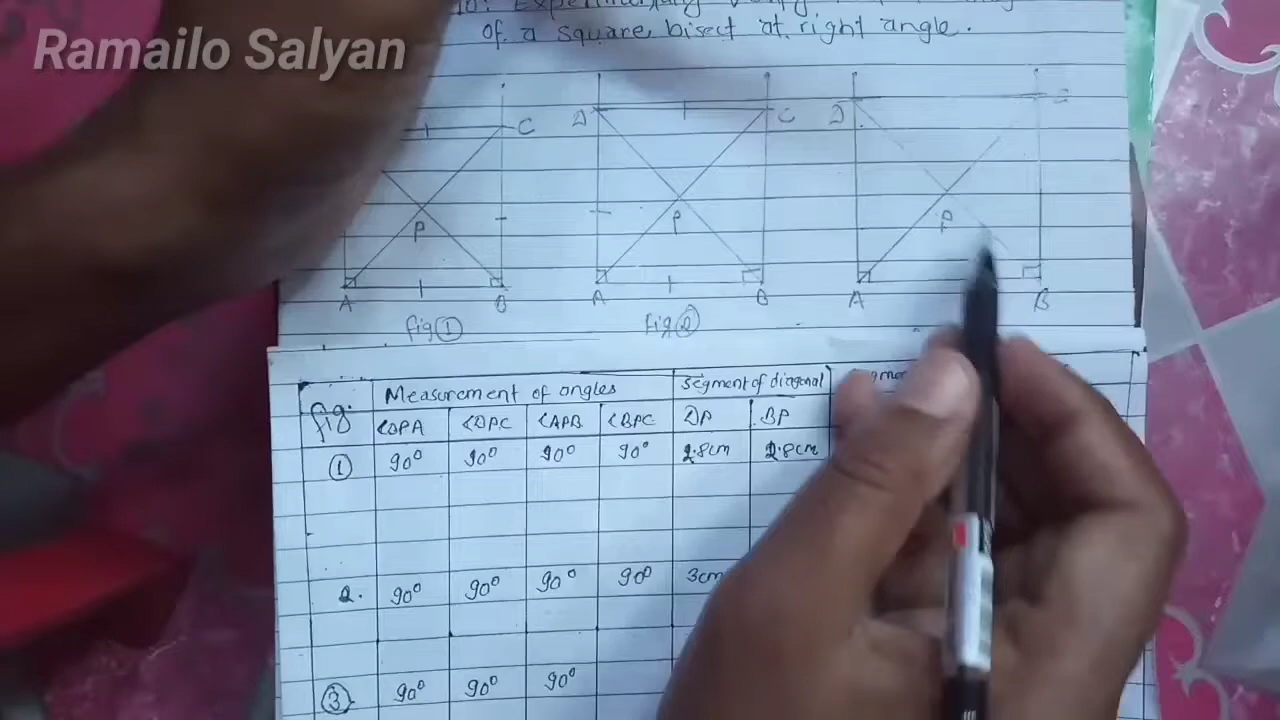 Ramailo Salyan
of a square bisect at right angle.
C D C D
P P P
A B A B A B
fig ① fig ②
fig. Measurement of angles Segment of diagonal
<DPA <DPC <APB <BPC DP BP
① 90° 90° 90° 90° 2.8cm 2.8cm
2. 90° 90° 90° 90° 3cm
③ 90° 90° 90°